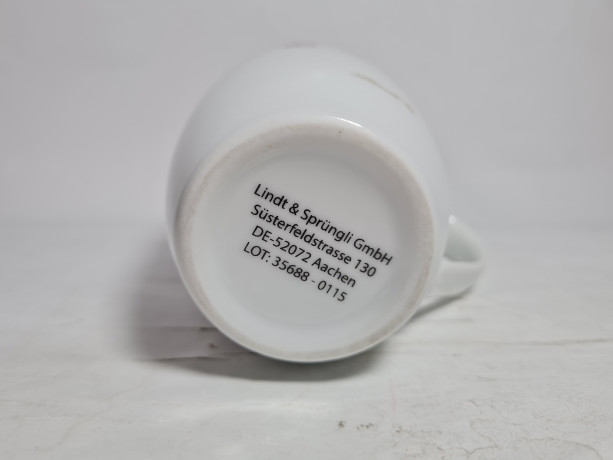 Lindt & Sprüngli GmbH
Süsterfeldstrasse 130
DE-52072 Aachen
LOT: 35688 - 0115